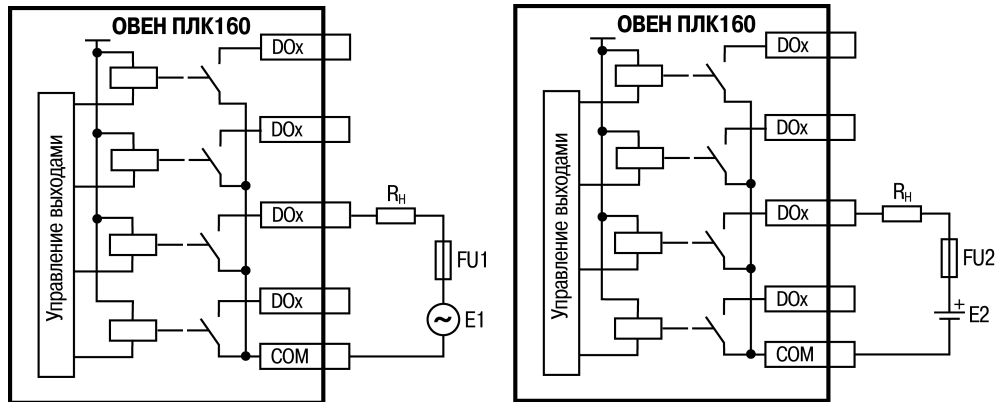 ОВЕН ПЛК160
DOx
DOx
DOx
DOx
COM
Управление выходами
Rн
FU1
~
E1
ОВЕН ПЛК160
DOx
DOx
DOx
DOx
COM
Управление выходами
Rн
FU2
+
E2